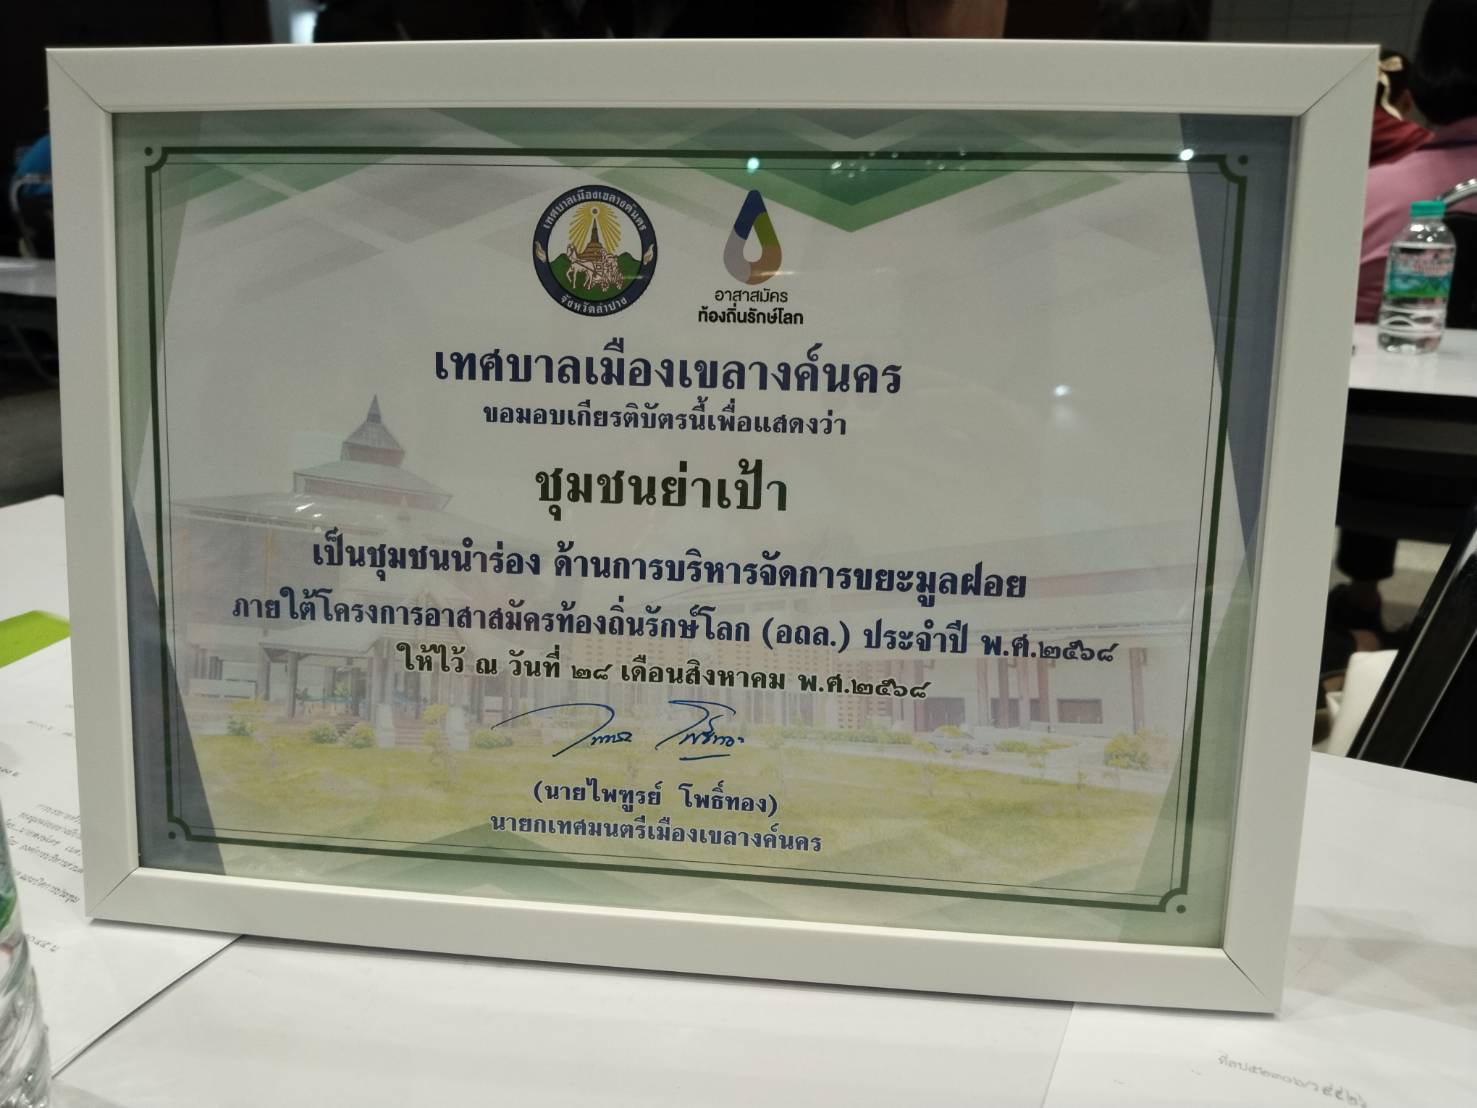 เทศบาลเมืองเขลางค์นคร
จังหวัดลำปาง
อาสาสมัคร
ท้องถิ่นรักษ์โลก
เทศบาลเมืองเขลางค์นคร
ขอมอบเกียรติบัตรนี้เพื่อแสดงว่า
ชุมชนย่าเป้า
เป็นชุมชนนำร่อง ด้านการบริหารจัดการขยะมูลฝอย
ภายใต้โครงการอาสาสมัครท้องถิ่นรักษ์โลก (อถล.) ประจำปี พ.ศ.๒๕๖๘
ให้ไว้ ณ วันที่ ๒๘ เดือนสิงหาคม พ.ศ.๒๕๖๘
(นายไพฑูรย์ โพธิ์ทอง)
นายกเทศมนตรีเมืองเขลางค์นคร